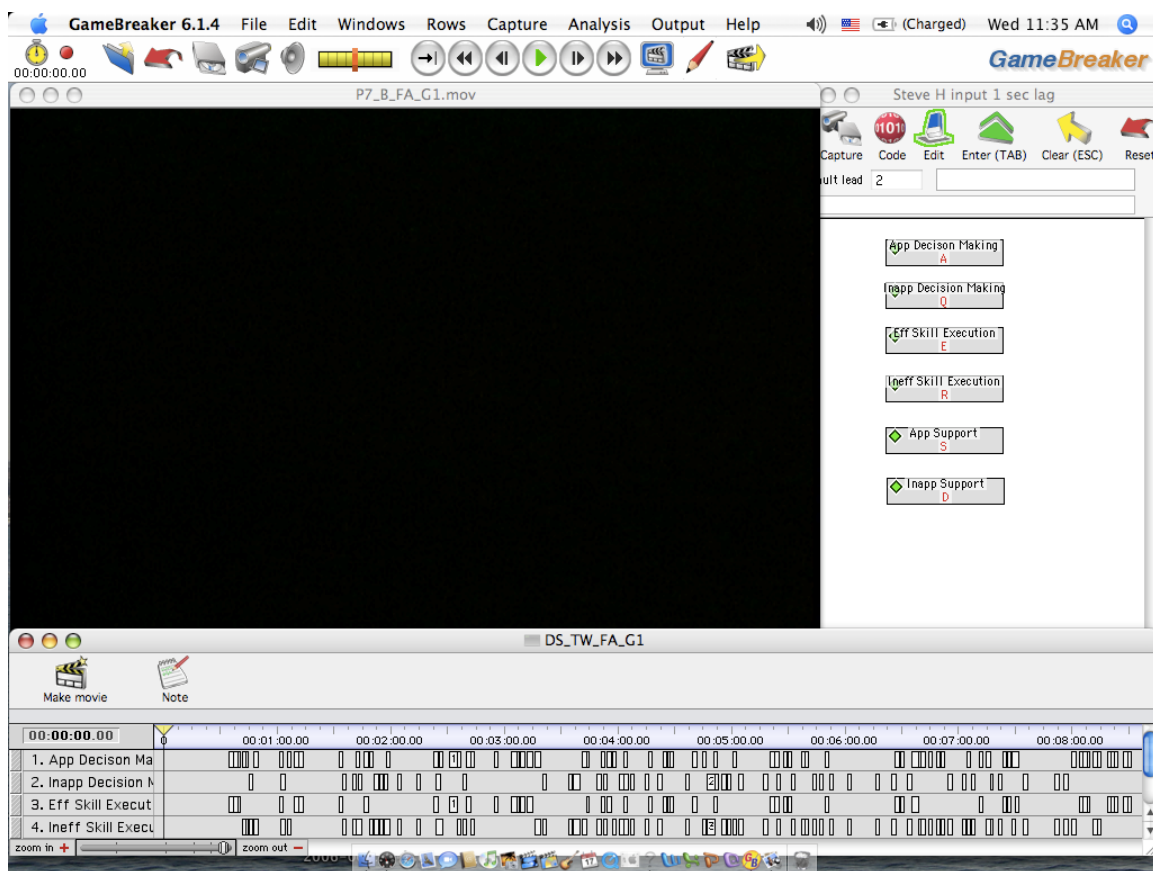 GameBreaker 6.1.4 File Edit Windows Rows Capture Analysis Output Help (Charged) Wed 11:35 AM
00:00:00.00
GameBreaker
P7_B_FA_G1.mov
Steve H input 1 sec lag
Capture Code Edit Enter (TAB) Clear (ESC) Reset
ult lead 2
App Decison Making
A
Inapp Decision Making
Q
Eff Skill Execution
E
Ineff Skill Execution
R
App Support
S
Inapp Support
D
DS_TW_FA_G1
Make movie Note
00:00:00.00 0 00:01:00.00 00:02:00.00 00:03:00.00 00:04:00.00 00:05:00.00 00:06:00.00 00:07:00.00 00:08:00.00
1. App Decison Ma 1
2. Inapp Decision M 2
3. Eff Skill Execut 1
4. Ineff Skill Execu 2
zoom in + zoom out −